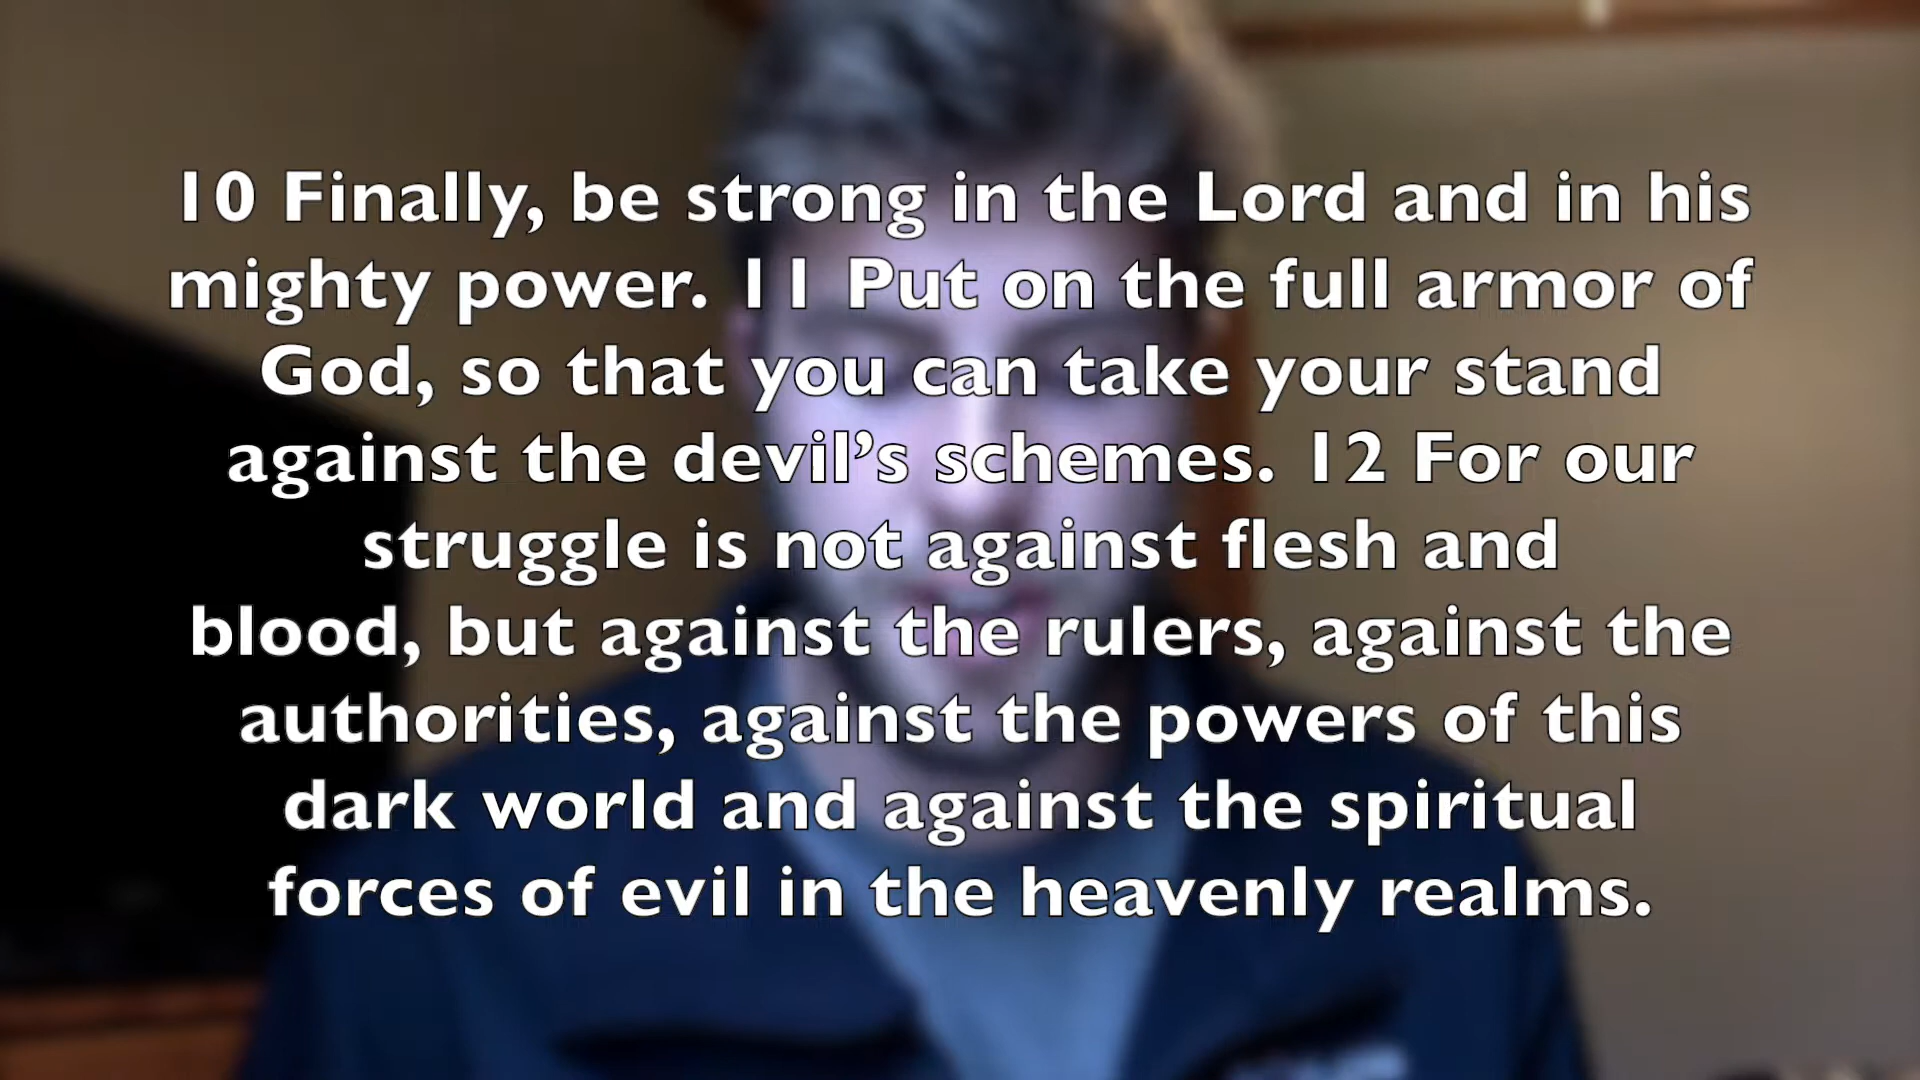 10 Finally, be strong in the Lord and in his
mighty power. 11 Put on the full armor of
God, so that you can take your stand
against the devil’s schemes. 12 For our
struggle is not against flesh and
blood, but against the rulers, against the
authorities, against the powers of this
dark world and against the spiritual
forces of evil in the heavenly realms.